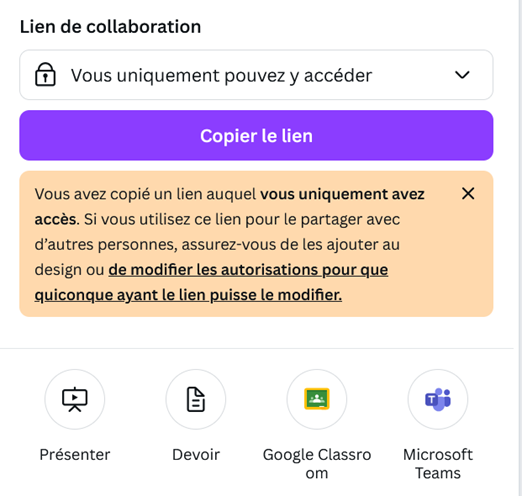 Lien de collaboration
Vous uniquement pouvez y accéder
Copier le lien
Vous avez copié un lien auquel vous uniquement avez
accès. Si vous utilisez ce lien pour le partager avec
d’autres personnes, assurez-vous de les ajouter au
design ou de modifier les autorisations pour que
quiconque ayant le lien puisse le modifier.
Présenter
Devoir
Google Classro
om
Microsoft
Teams